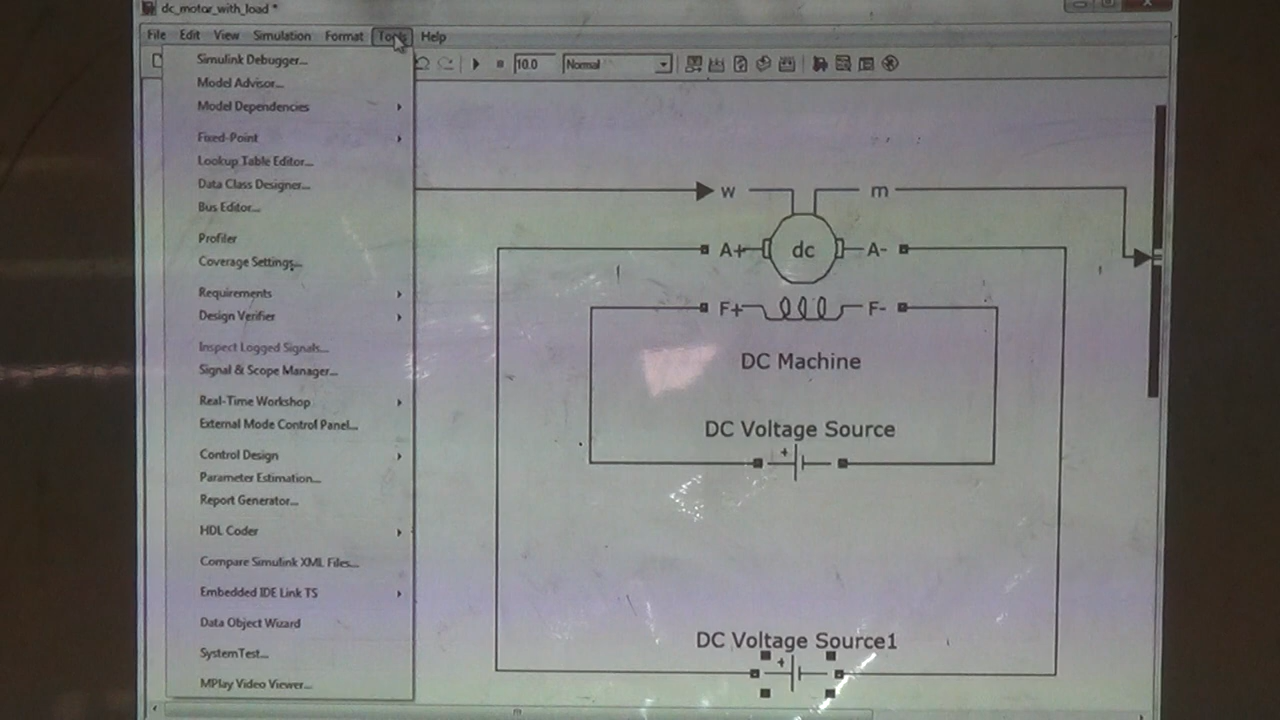 dc_motor_with_load *
File Edit View Simulation Format Tools Help
10.0 Normal
Simulink Debugger...
Model Advisor...
Model Dependencies
Fixed-Point
Lookup Table Editor...
Data Class Designer...
Bus Editor...
Profiler
Coverage Settings...
Requirements
Design Verifier
Inspect Logged Signals...
Signal & Scope Manager...
Real-Time Workshop
External Mode Control Panel...
Control Design
Parameter Estimation...
Report Generator...
HDL Coder
Compare Simulink XML Files...
Embedded IDE Link TS
Data Object Wizard
SystemTest...
MPlay Video Viewer...
w m
A+ dc A-
F+ F-
DC Machine
DC Voltage Source
+
DC Voltage Source1
+